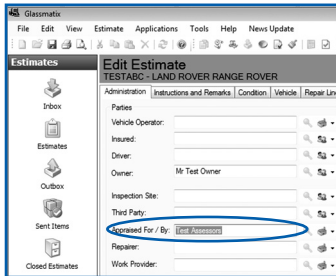 Glassmatix
File Edit View Estimate Applications Tools Help News Update
Estimates
Edit Estimate
TESTABC - LAND ROVER RANGE ROVER
Administration Instructions and Remarks Condition Vehicle Repair Lin
Parties
Inbox
Vehicle Operator:
Insured:
Estimates
Driver:
Owner: Mr Test Owner
Outbox
Inspection Site:
Third Party:
Sent Items
Appraised For / By: Test Assessors
Repairer:
Closed Estimates
Work Provider: